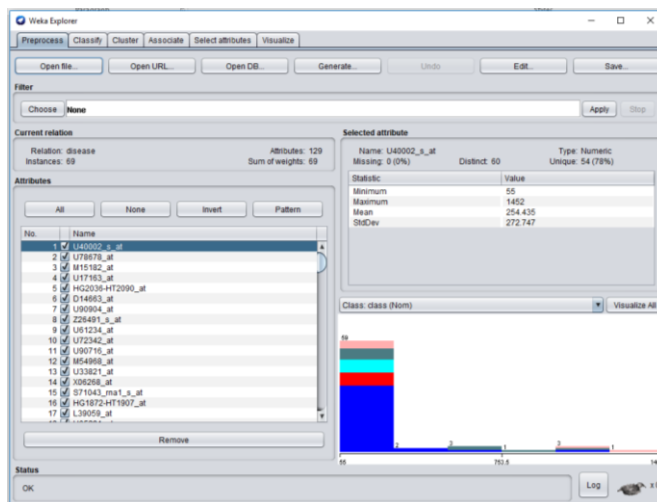 Weka Explorer
Preprocess Classify Cluster Associate Select attributes Visualize
Open file... Open URL... Open DB... Generate... Undo Edit... Save...
Filter
Choose None Apply Stop
Current relation
Relation: disease Attributes: 129
Instances: 69 Sum of weights: 69
Selected attribute
Name: U40002_s_at Type: Numeric
Missing: 0 (0%) Distinct: 60 Unique: 54 (78%)
Statistic Value
Minimum 55
Maximum 1452
Mean 254.435
StdDev 272.747
Attributes
All None Invert Pattern
No. Name
1 U40002_s_at
2 U78678_at
3 M15182_at
4 U17163_at
5 HG2036-HT2090_at
6 D14663_at
7 U90904_at
8 Z26491_s_at
9 U61234_at
10 U72342_at
11 U90716_at
12 M54968_at
13 U33821_at
14 X06268_at
15 S71043_rna1_s_at
16 HG1872-HT1907_at
17 L39059_at
Remove
Class: class (Nom) Visualize All
59
2 3 1 3 1
55 753.5
Status
OK
Log